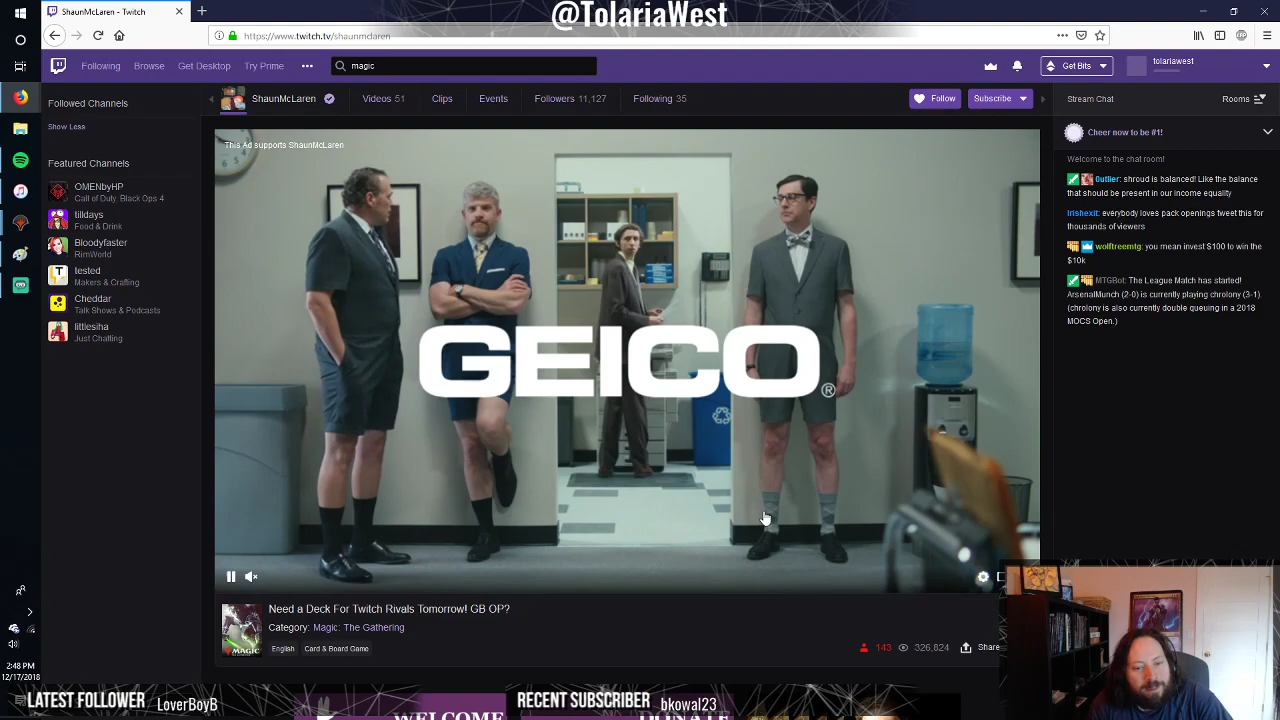 @TolariaWest
ShaunMcLaren - Twitch
https://www.twitch.tv/shaunmclaren
Following
Browse
Get Desktop
Try Prime
magic
Get Bits
tolariawest
Followed Channels
Show Less
Featured Channels
OMENbyHP
Call of Duty: Black Ops 4
tilldays
Food & Drink
Bloodyfaster
RimWorld
tested
Makers & Crafting
Cheddar
Talk Shows & Podcasts
littlesiha
Just Chatting
ShaunMcLaren
Videos 51
Clips
Events
Followers 11,127
Following 35
Follow
Subscribe
This Ad supports ShaunMcLaren
GEICO®
Need a Deck For Twitch Rivals Tomorrow! GB OP?
Category: Magic: The Gathering
English
Card & Board Game
MAGIC
143
326,824
Share
Stream Chat
Rooms
Cheer now to be #1!
Welcome to the chat room!
0utlier: shroud is balanced! Like the balance
that should be present in our income
equality
Irishexit: everybody loves pack openings tweet this for
thousands of viewers
wolftreemtg: you mean invest $100 to win the
$10k
MTGBot: The League Match has started!
ArsenalMunch (2-0) is currently playing chrolony (3-1)
(chrolony is also currently double queuing in a 2018
MOCS Open.)
2:48 PM
12/17/2018
LATEST FOLLOWER LoverBoyB
RECENT SUBSCRIBER bkowal23
WELCOME
DONATE